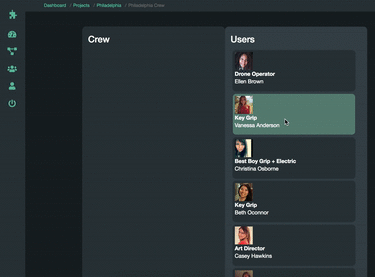 Dashboard / Projects / Philadelphia / Philadelphia Crew
Crew
Users
Drone Operator
Ellen Brown
Key Grip
Vanessa Anderson
Best Boy Grip + Electric
Christina Osborne
Key Grip
Beth Oconnor
Art Director
Casey Hawkins